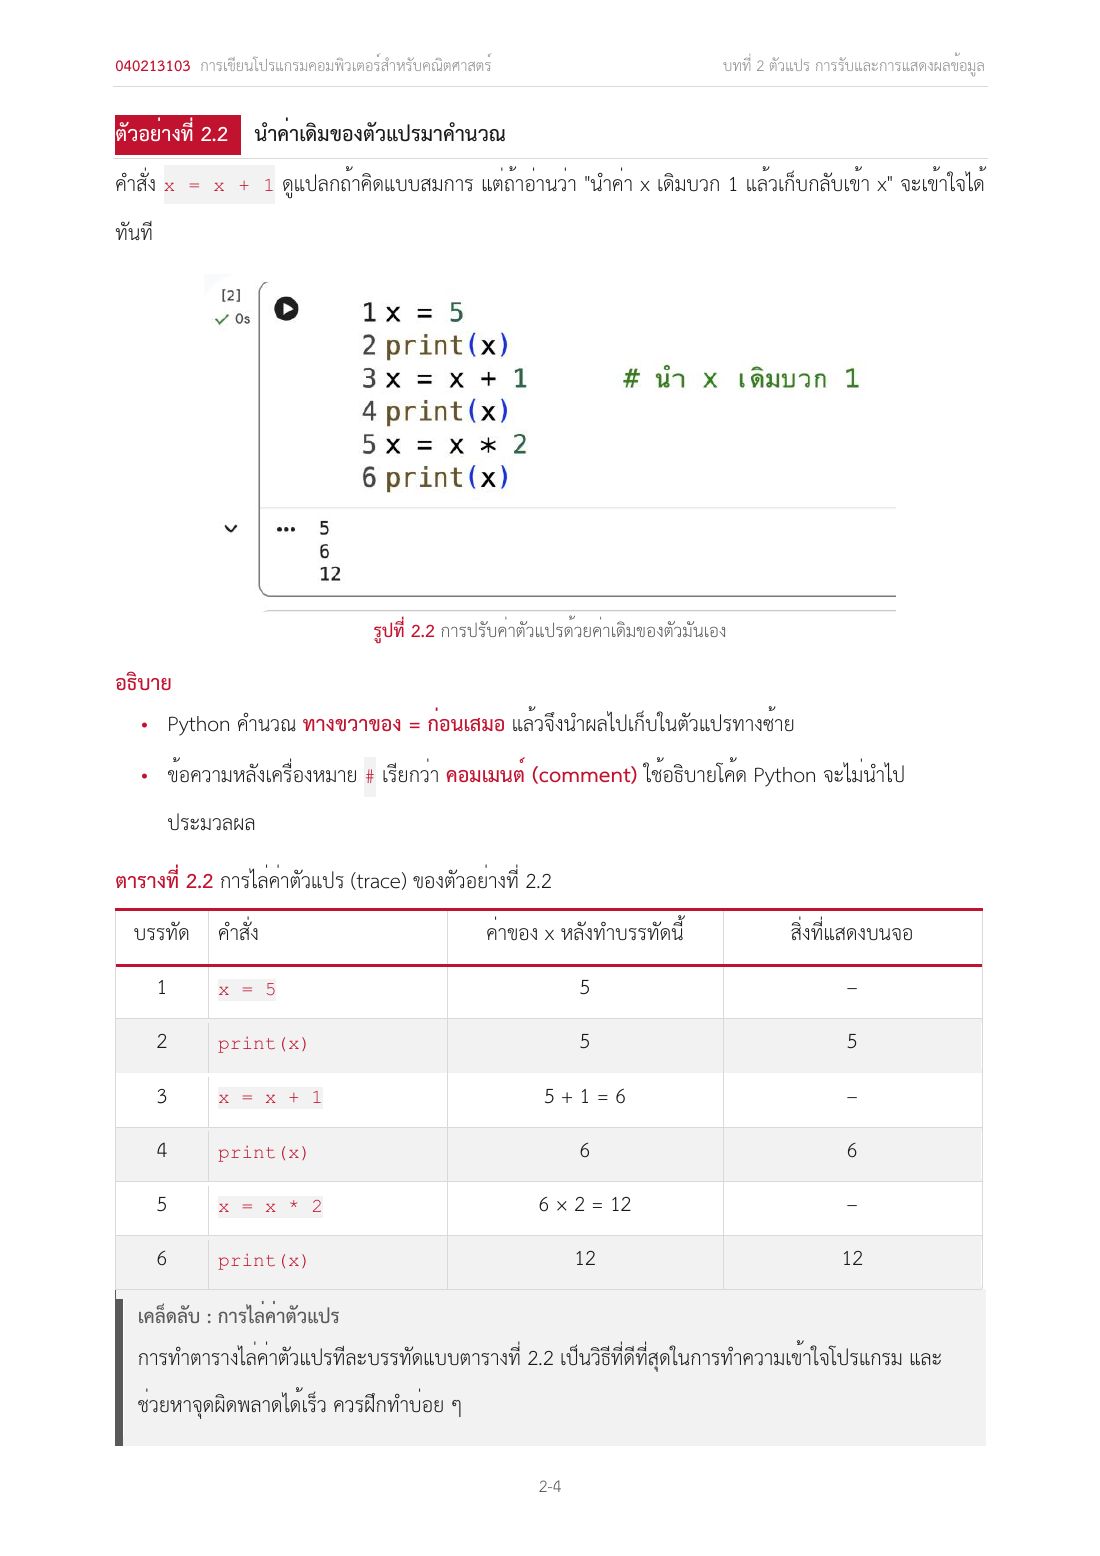 040213103 การเขียนโปรแกรมคอมพิวเตอร์สำหรับคณิตศาสตร์ บทที่ 2 ตัวแปร การรับและการแสดงผลข้อมูล
ตัวอย่างที่ 2.2 นำค่าเดิมของตัวแปรมาคำนวณ
คำสั่ง x = x + 1 ดูแปลกถ้าคิดแบบสมการ แต่ถ้าอ่านว่า "นำค่า x เดิมบวก 1 แล้วเก็บกลับเข้า x" จะเข้าใจได้
ทันที
[2]
0s
1 x = 5
2 print(x)
3 x = x + 1 # นำ x เดิมบวก 1
4 print(x)
5 x = x * 2
6 print(x)
... 5
6
12
รูปที่ 2.2 การปรับค่าตัวแปรด้วยค่าเดิมของตัวมันเอง
อธิบาย
• Python คำนวณ ทางขวาของ = ก่อนเสมอ แล้วจึงนำผลไปเก็บในตัวแปรทางซ้าย
• ข้อความหลังเครื่องหมาย # เรียกว่า คอมเมนต์ (comment) ใช้อธิบายโค้ด Python จะไม่นำไป
ประมวลผล
ตารางที่ 2.2 การไล่ค่าตัวแปร (trace) ของตัวอย่างที่ 2.2
บรรทัด คำสั่ง ค่าของ x หลังทำบรรทัดนี้ สิ่งที่แสดงบนจอ
1 x = 5 5 –
2 print(x) 5 5
3 x = x + 1 5 + 1 = 6 –
4 print(x) 6 6
5 x = x * 2 6 × 2 = 12 –
6 print(x) 12 12
เคล็ดลับ : การไล่ค่าตัวแปร
การทำตารางไล่ค่าตัวแปรทีละบรรทัดแบบตารางที่ 2.2 เป็นวิธีที่ดีที่สุดในการทำความเข้าใจโปรแกรม และ
ช่วยหาจุดผิดพลาดได้เร็ว ควรฝึกทำบ่อย ๆ
2-4